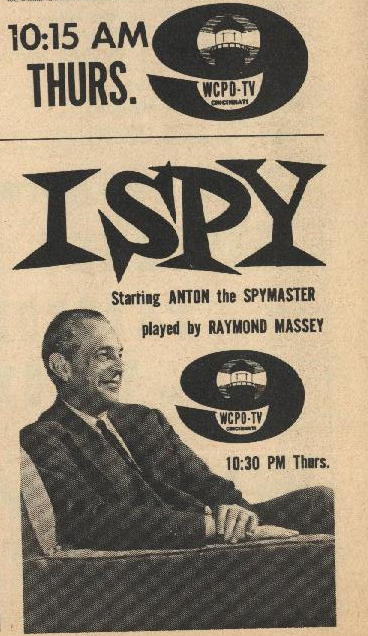 10:15 AM
THURS.
9
WCPO-TV
CINCINNATI
I SPY
Starring ANTON the SPYMASTER
played by RAYMOND MASSEY
9
WCPO-TV
CINCINNATI
10:30 PM Thurs.